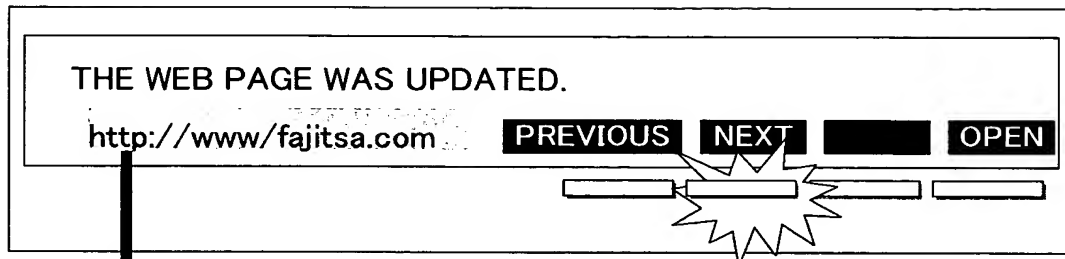 THE WEB PAGE WAS UPDATED.
http://www/fajitsa.com PREVIOUS NEXT OPEN